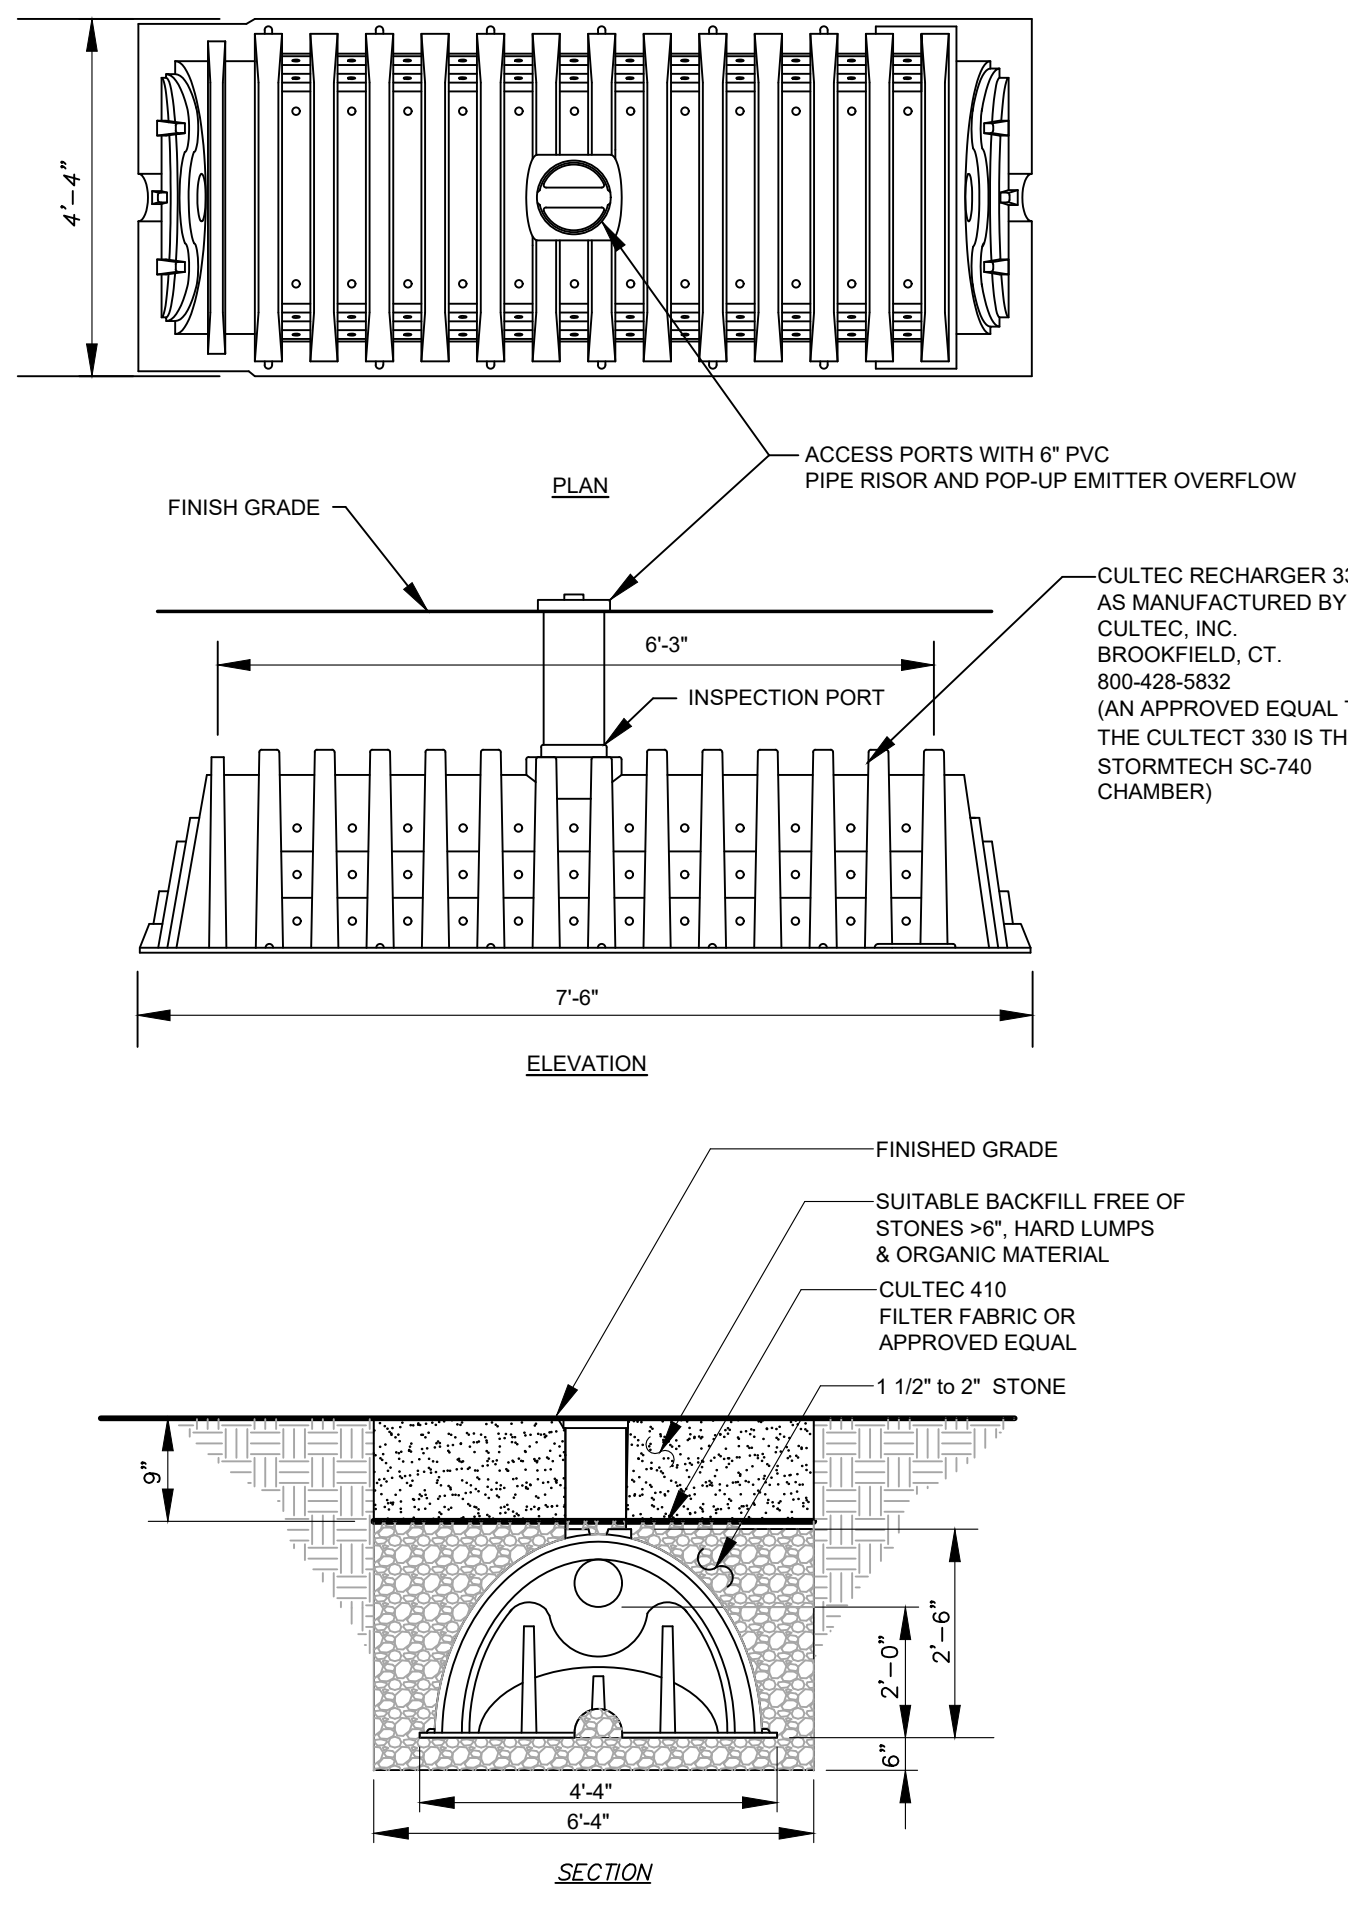 4'-4"
ACCESS PORTS WITH 6" PVC
PIPE RISOR AND POP-UP EMITTER OVERFLOW
PLAN
FINISH GRADE
CULTEC RECHARGER
AS MANUFACTURED BY
CULTEC, INC.
BROOKFIELD, CT.
800-428-5832
(AN APPROVED EQUAL
THE CULTECT 330 IS
STORMTECH SC-740
CHAMBER)
6'-3"
INSPECTION PORT
7'-6"
ELEVATION
FINISHED GRADE
SUITABLE BACKFILL FREE OF
STONES >6", HARD LUMPS
& ORGANIC MATERIAL
CULTEC 410
FILTER FABRIC OR
APPROVED EQUAL
1 1/2" to 2" STONE
9"
2'-6"
2'-0"
6"
4'-4"
6'-4"
SECTION